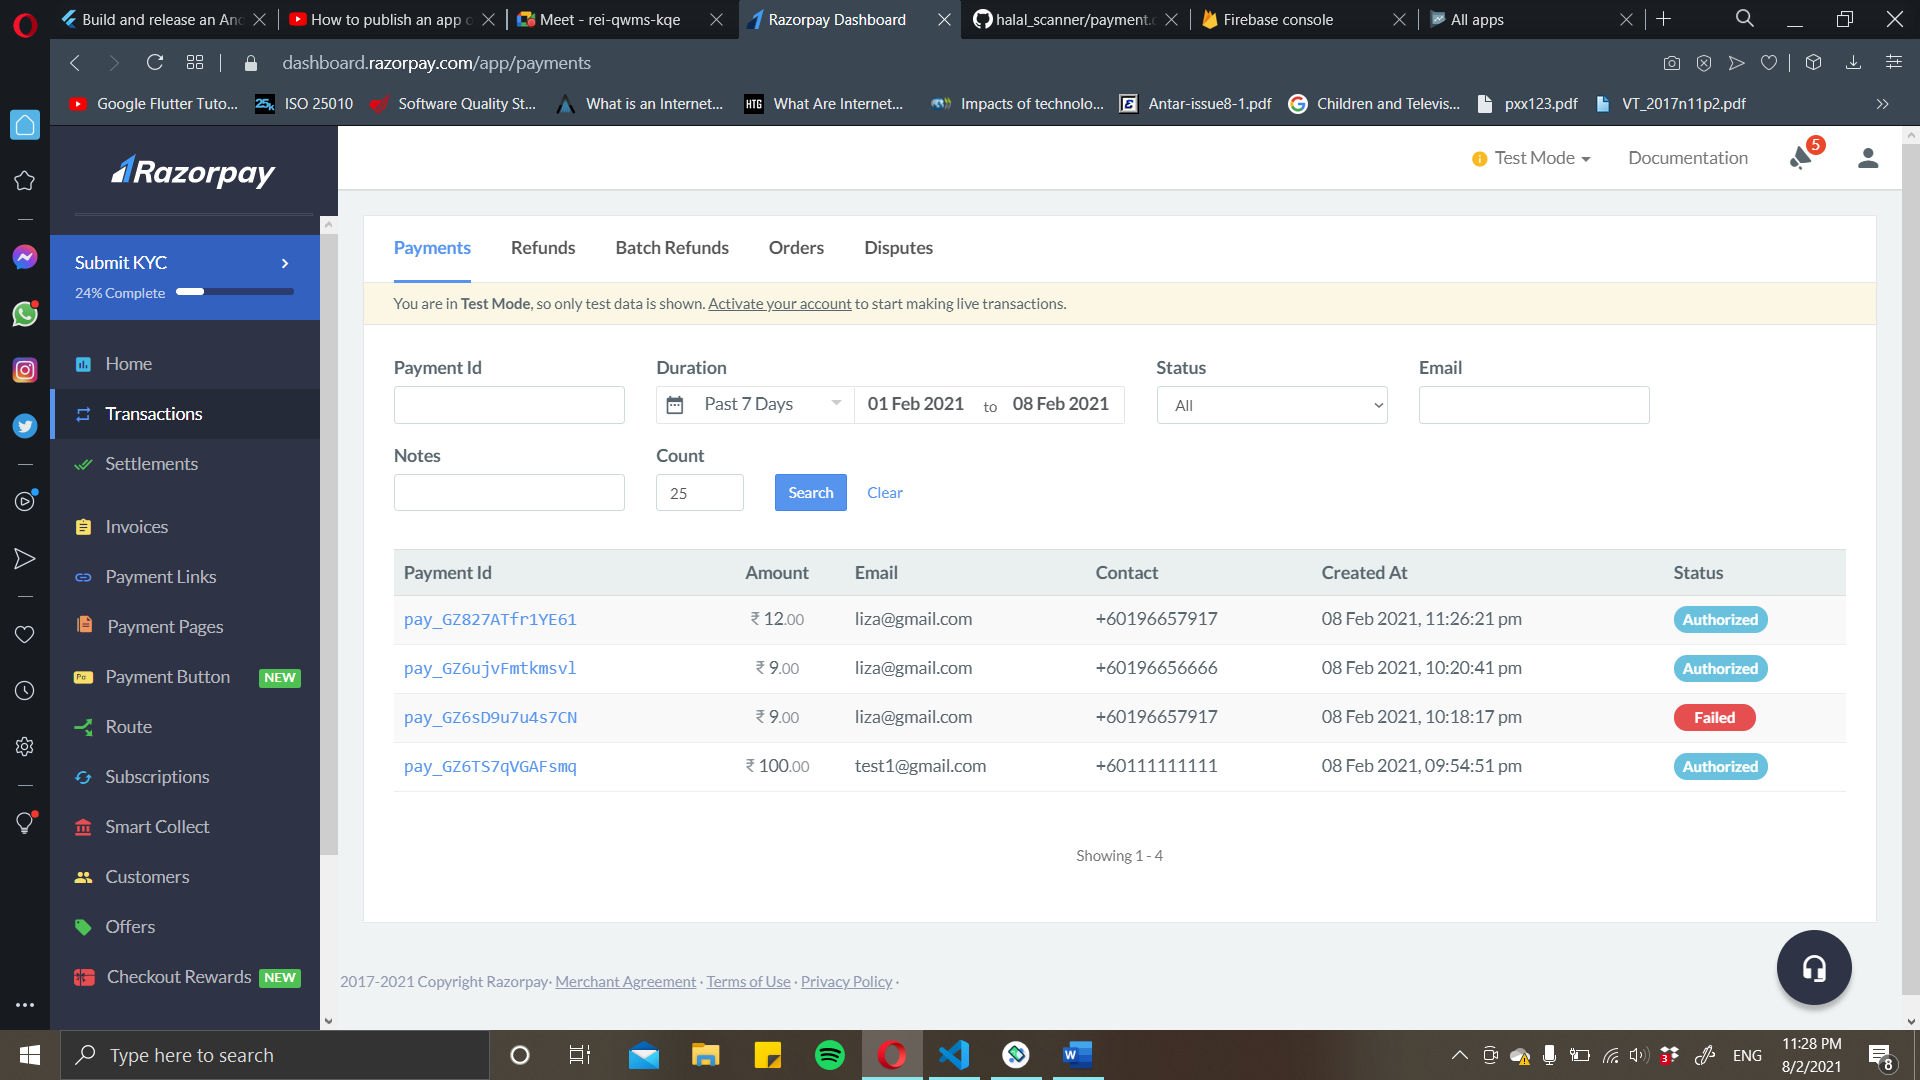 Build and release an Anc
How to publish an app o
Meet - rei-qwms-kqe
Razorpay Dashboard
halal_scanner/payment.c
Firebase console
All apps
dashboard.razorpay.com/app/payments
Google Flutter Tuto...
25k ISO 25010
Software Quality St...
What is an Internet...
HTG What Are Internet...
Impacts of technolo...
Antar-issue8-1.pdf
Children and Televis...
pxx123.pdf
VT_2017n11p2.pdf
Razorpay
Test Mode
Documentation
5
Submit KYC
24% Complete
Home
Transactions
Settlements
Invoices
Payment Links
Payment Pages
Payment Button NEW
Route
Subscriptions
Smart Collect
Customers
Offers
Checkout Rewards NEW
Payments Refunds Batch Refunds Orders Disputes
You are in Test Mode, so only test data is shown. Activate your account to start making live transactions.
Payment Id Duration Status Email
Past 7 Days 01 Feb 2021 to 08 Feb 2021 All
Notes Count
25 Search Clear
Payment Id Amount Email Contact Created At Status
pay_GZ827ATfr1YE61 ₹ 12.00 liza@gmail.com +60196657917 08 Feb 2021, 11:26:21 pm Authorized
pay_GZ6ujvFmtkmsvl ₹ 9.00 liza@gmail.com +60196656666 08 Feb 2021, 10:20:41 pm Authorized
pay_GZ6sD9u7u4s7CN ₹ 9.00 liza@gmail.com +60196657917 08 Feb 2021, 10:18:17 pm Failed
pay_GZ6TS7qVGAFsmq ₹ 100.00 test1@gmail.com +60111111111 08 Feb 2021, 09:54:51 pm Authorized
Showing 1 - 4
2017-2021 Copyright Razorpay· Merchant Agreement · Terms of Use · Privacy Policy ·
Type here to search
3
ENG
11:28 PM
8/2/2021
8